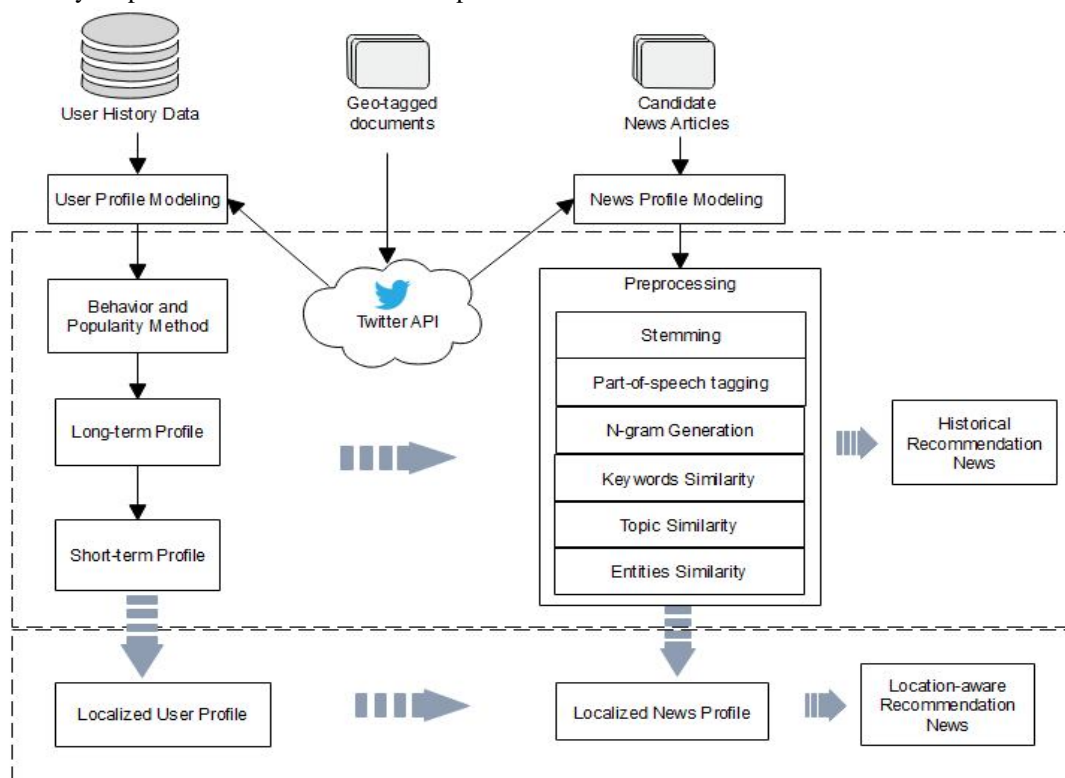 User History Data
Geo-tagged
documents
Candidate
News Articles
User Profile Modeling
News Profile Modeling
Twitter API
Behavior and
Popularity Method
Long-term Profile
Short-term Profile
Preprocessing
Stemming
Part-of-speech tagging
N-gram Generation
Keywords Similarity
Topic Similarity
Entities Similarity
Historical
Recommendation
News
Localized User Profile
Localized News Profile
Location-aware
Recommendation
News